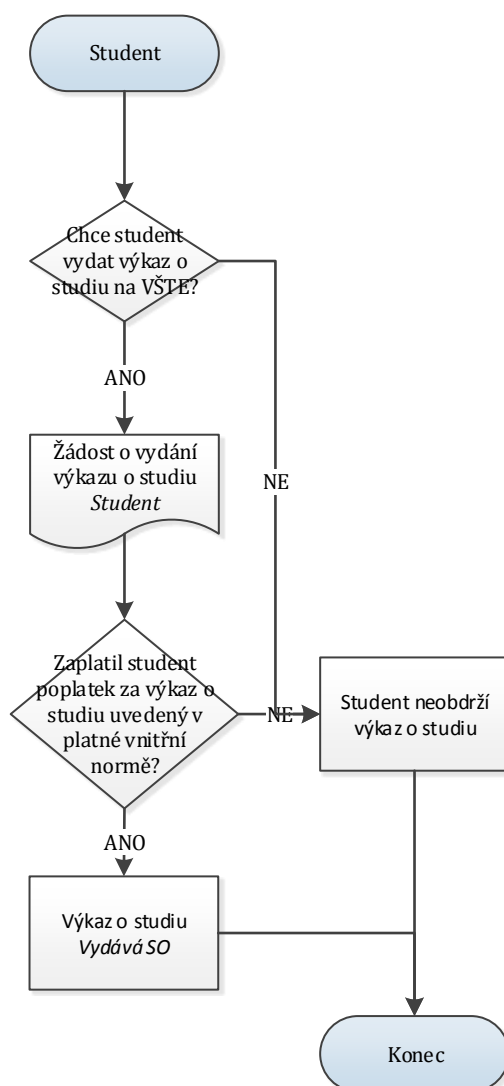 Student
Chce student
vydat výkaz o
studiu na VŠTE?
ANO
Žádost o vydání
výkazu o studiu
Student
NE
Zaplatil student
poplatek za výkaz o
studiu uvedený v
platné vnitřní
normě?
NE
Student neobdrží
výkaz o studiu
ANO
Výkaz o studiu
Vydává SO
Konec